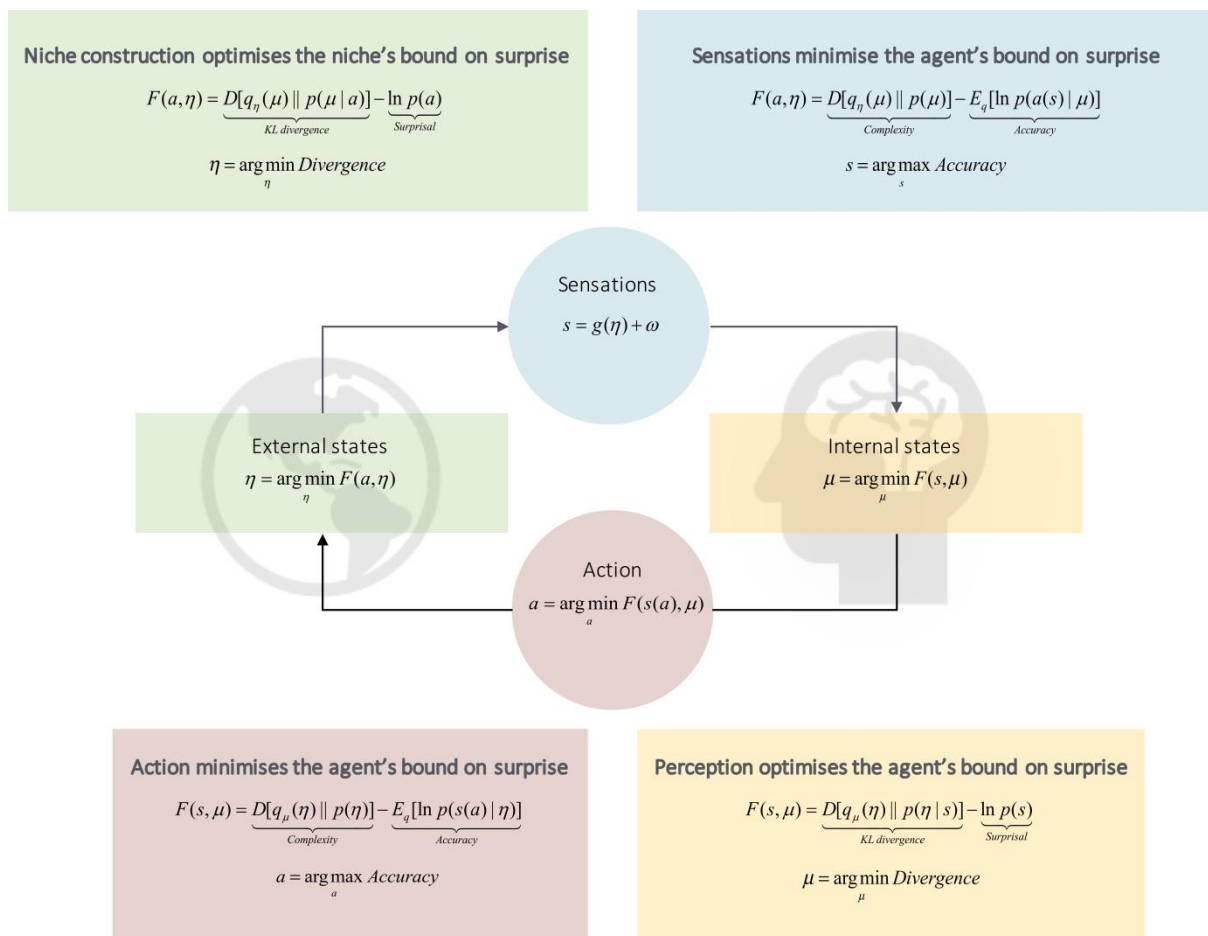 Niche construction optimises the niche's bound on surprise
F(a,η) = D[q_η(μ) || p(μ | a)] − ln p(a)
KL divergence Surprisal
η = arg min Divergence
η
Sensations minimise the agent's bound on surprise
F(a,η) = D[q_η(μ) || p(μ)] − E_q[ln p(a(s) | μ)]
Complexity Accuracy
s = arg max Accuracy
s
Sensations
s = g(η) + ω
External states
η = arg min F(a,η)
η
Internal states
μ = arg min F(s,μ)
μ
Action
a = arg min F(s(a),μ)
a
Action minimises the agent's bound on surprise
F(s,μ) = D[q_μ(η) || p(η)] − E_q[ln p(s(a) | η)]
Complexity Accuracy
a = arg max Accuracy
a
Perception optimises the agent's bound on surprise
F(s,μ) = D[q_μ(η) || p(η | s)] − ln p(s)
KL divergence Surprisal
μ = arg min Divergence
μ